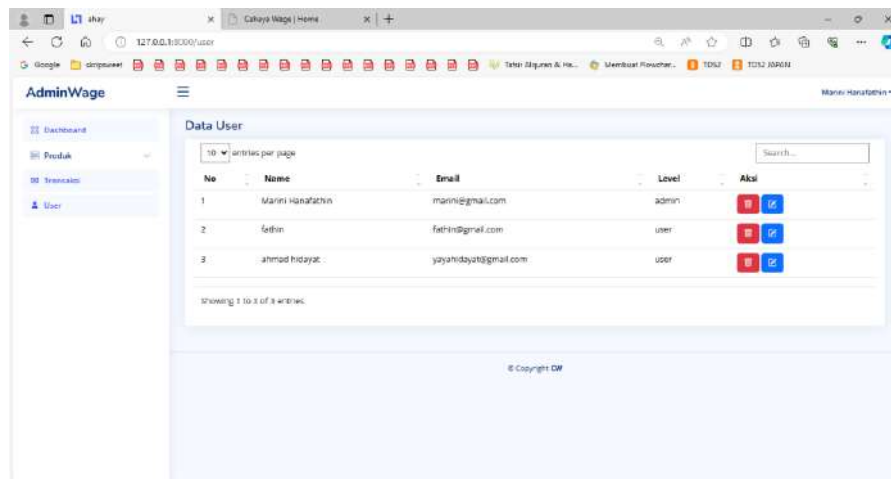 ahay
Cahaya Wage | Home
127.0.0.1:8000/user
Google
skripsweet
Tafsir Alquran Al Ha...
Membuat Flowchar...
TDS2
TDS2 JAPAN
AdminWage
Marini Hanafathin
Dashboard
Produk
Transaksi
User
Data User
10 entries per page
Search...
No Name Email Level Aksi
1 Marini Hanafathin marini@gmail.com admin
2 fathin fathin@gmail.com user
3 ahmad hidayat yayahidayat@gmail.com user
Showing 1 to 3 of 3 entries
© Copyright CW